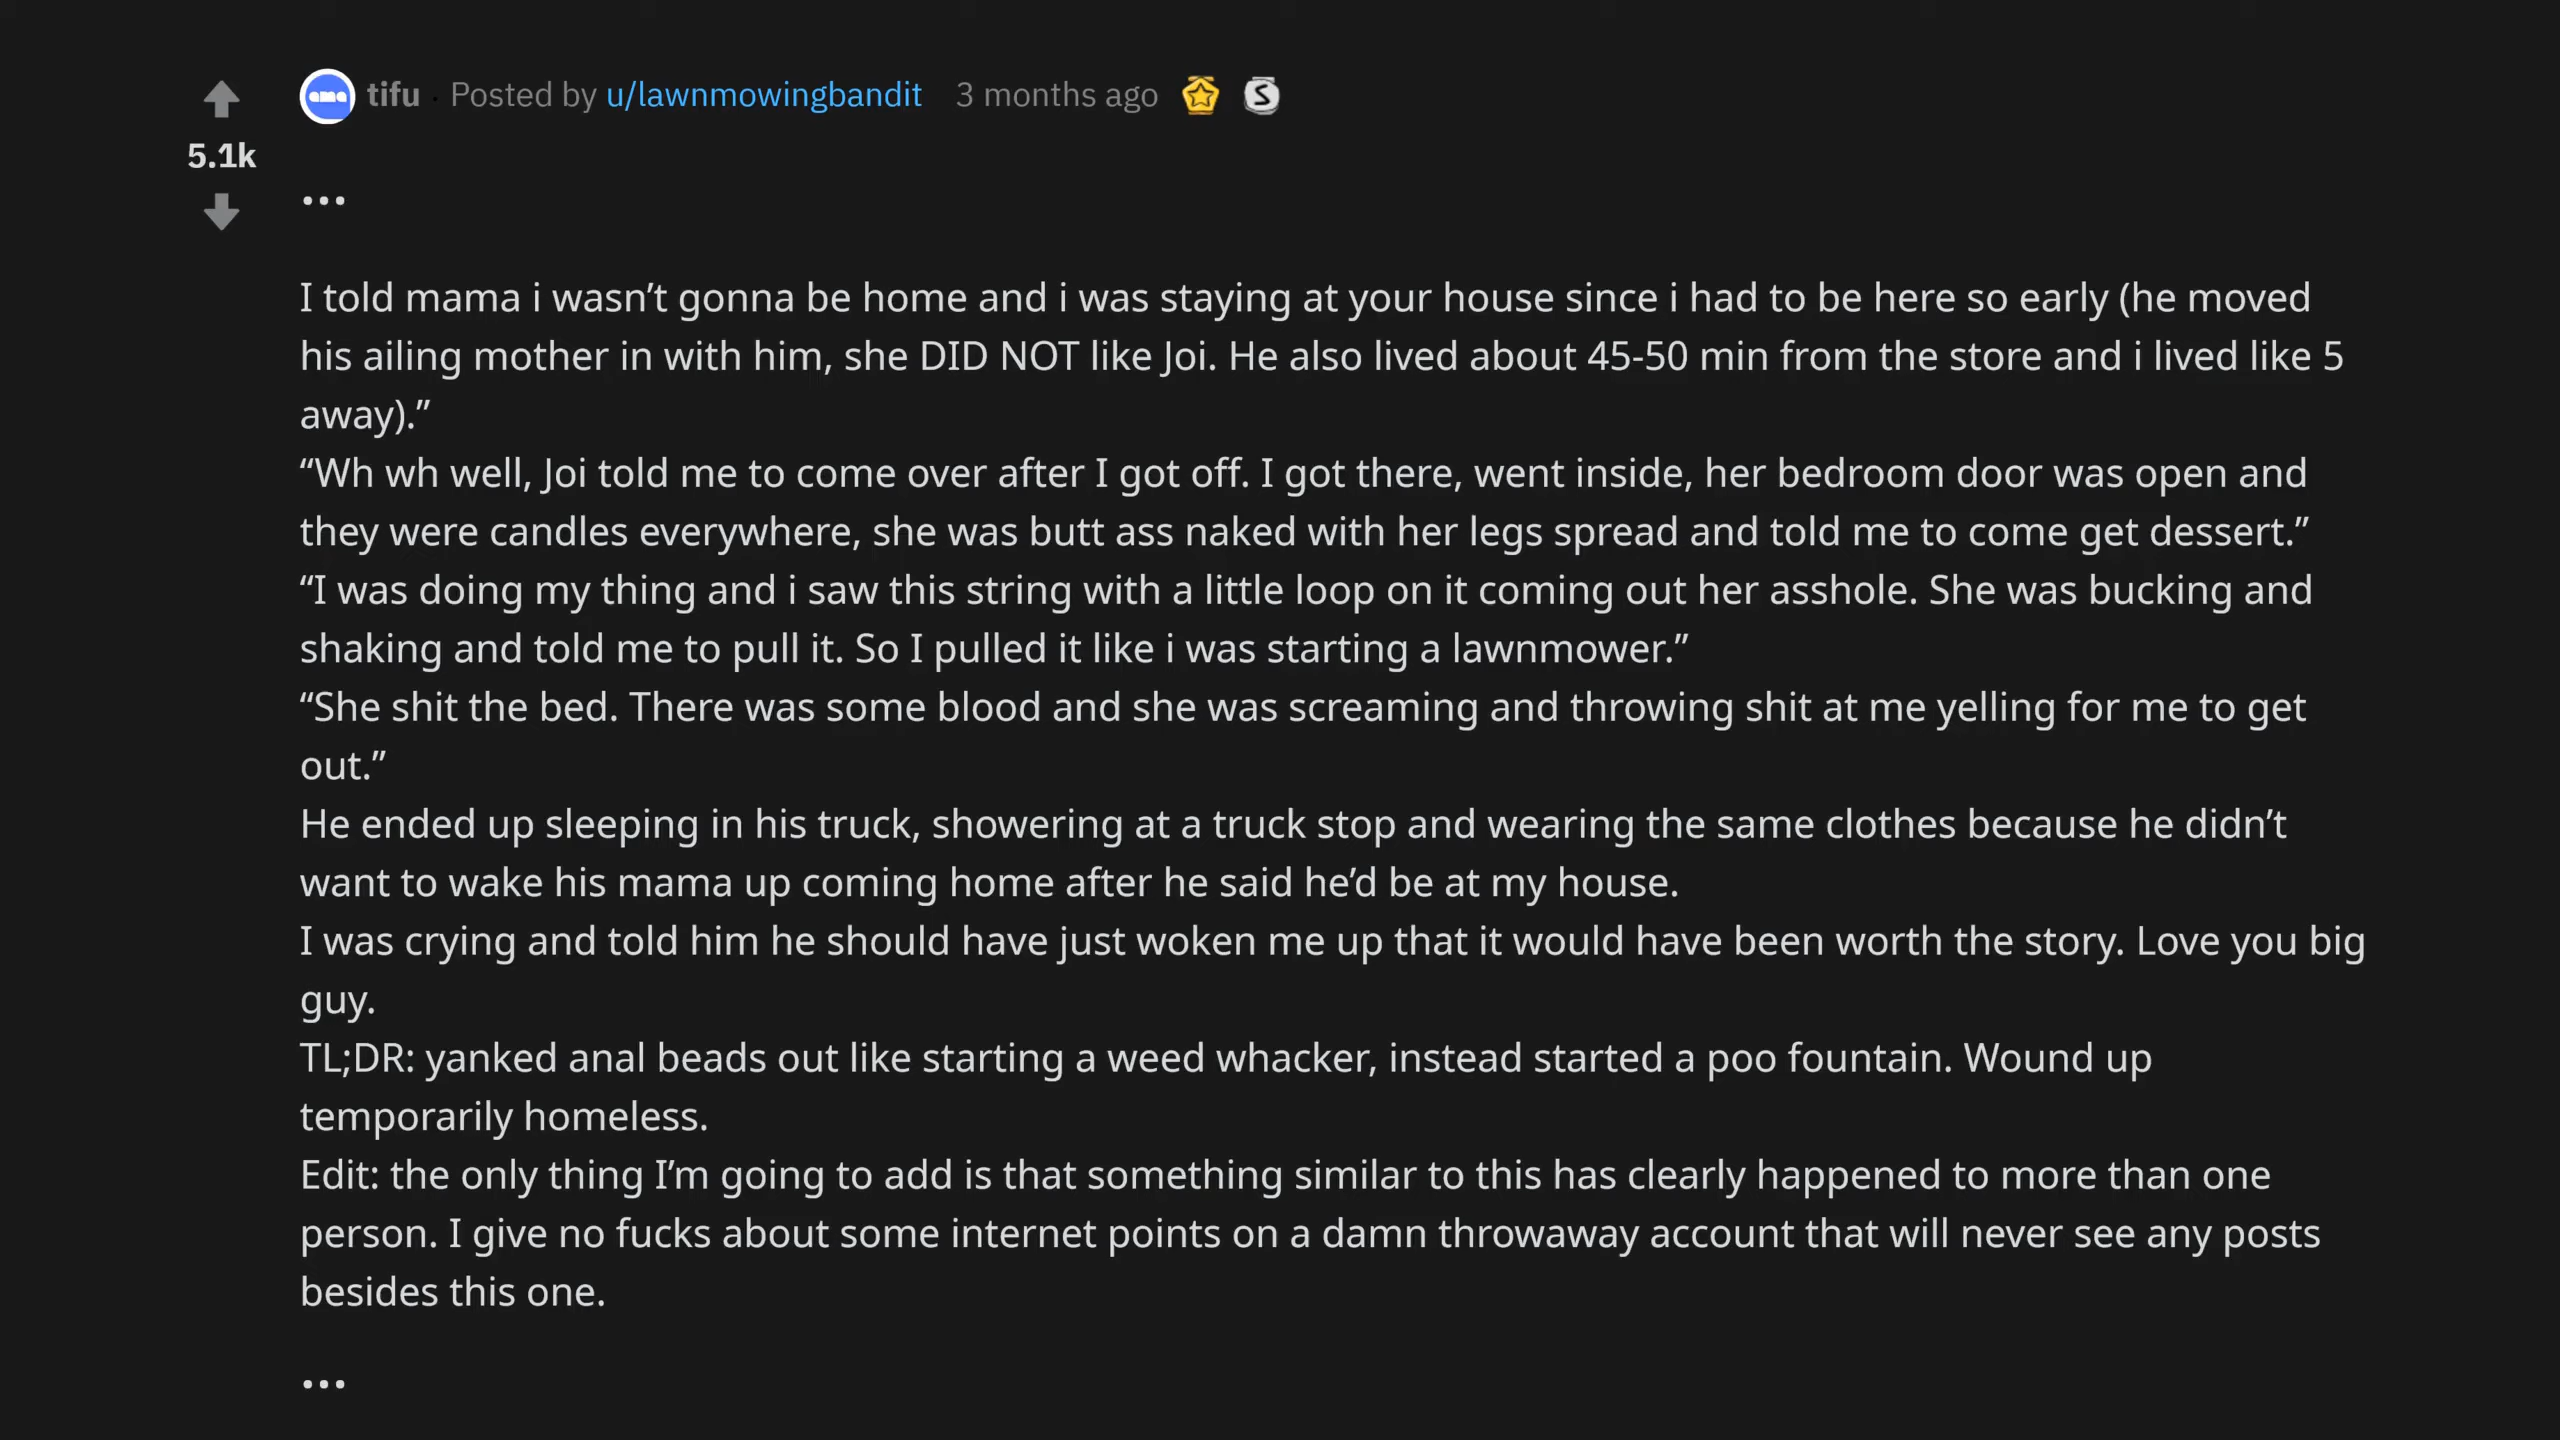 ama tifu · Posted by u/lawnmowingbandit 3 months ago S
5.1k
...
I told mama i wasn’t gonna be home and i was staying at your house since i had to be here so early (he moved
his ailing mother in with him, she DID NOT like Joi. He also lived about 45-50 min from the store and i lived like 5
away).”
“Wh wh well, Joi told me to come over after I got off. I got there, went inside, her bedroom door was open and
they were candles everywhere, she was butt ass naked with her legs spread and told me to come get dessert.”
“I was doing my thing and i saw this string with a little loop on it coming out her asshole. She was bucking and
shaking and told me to pull it. So I pulled it like i was starting a lawnmower.”
“She shit the bed. There was some blood and she was screaming and throwing shit at me yelling for me to get
out.”
He ended up sleeping in his truck, showering at a truck stop and wearing the same clothes because he didn’t
want to wake his mama up coming home after he said he’d be at my house.
I was crying and told him he should have just woken me up that it would have been worth the story. Love you big
guy.
TL;DR: yanked anal beads out like starting a weed whacker, instead started a poo fountain. Wound up
temporarily homeless.
Edit: the only thing I’m going to add is that something similar to this has clearly happened to more than one
person. I give no fucks about some internet points on a damn throwaway account that will never see any posts
besides this one.
...